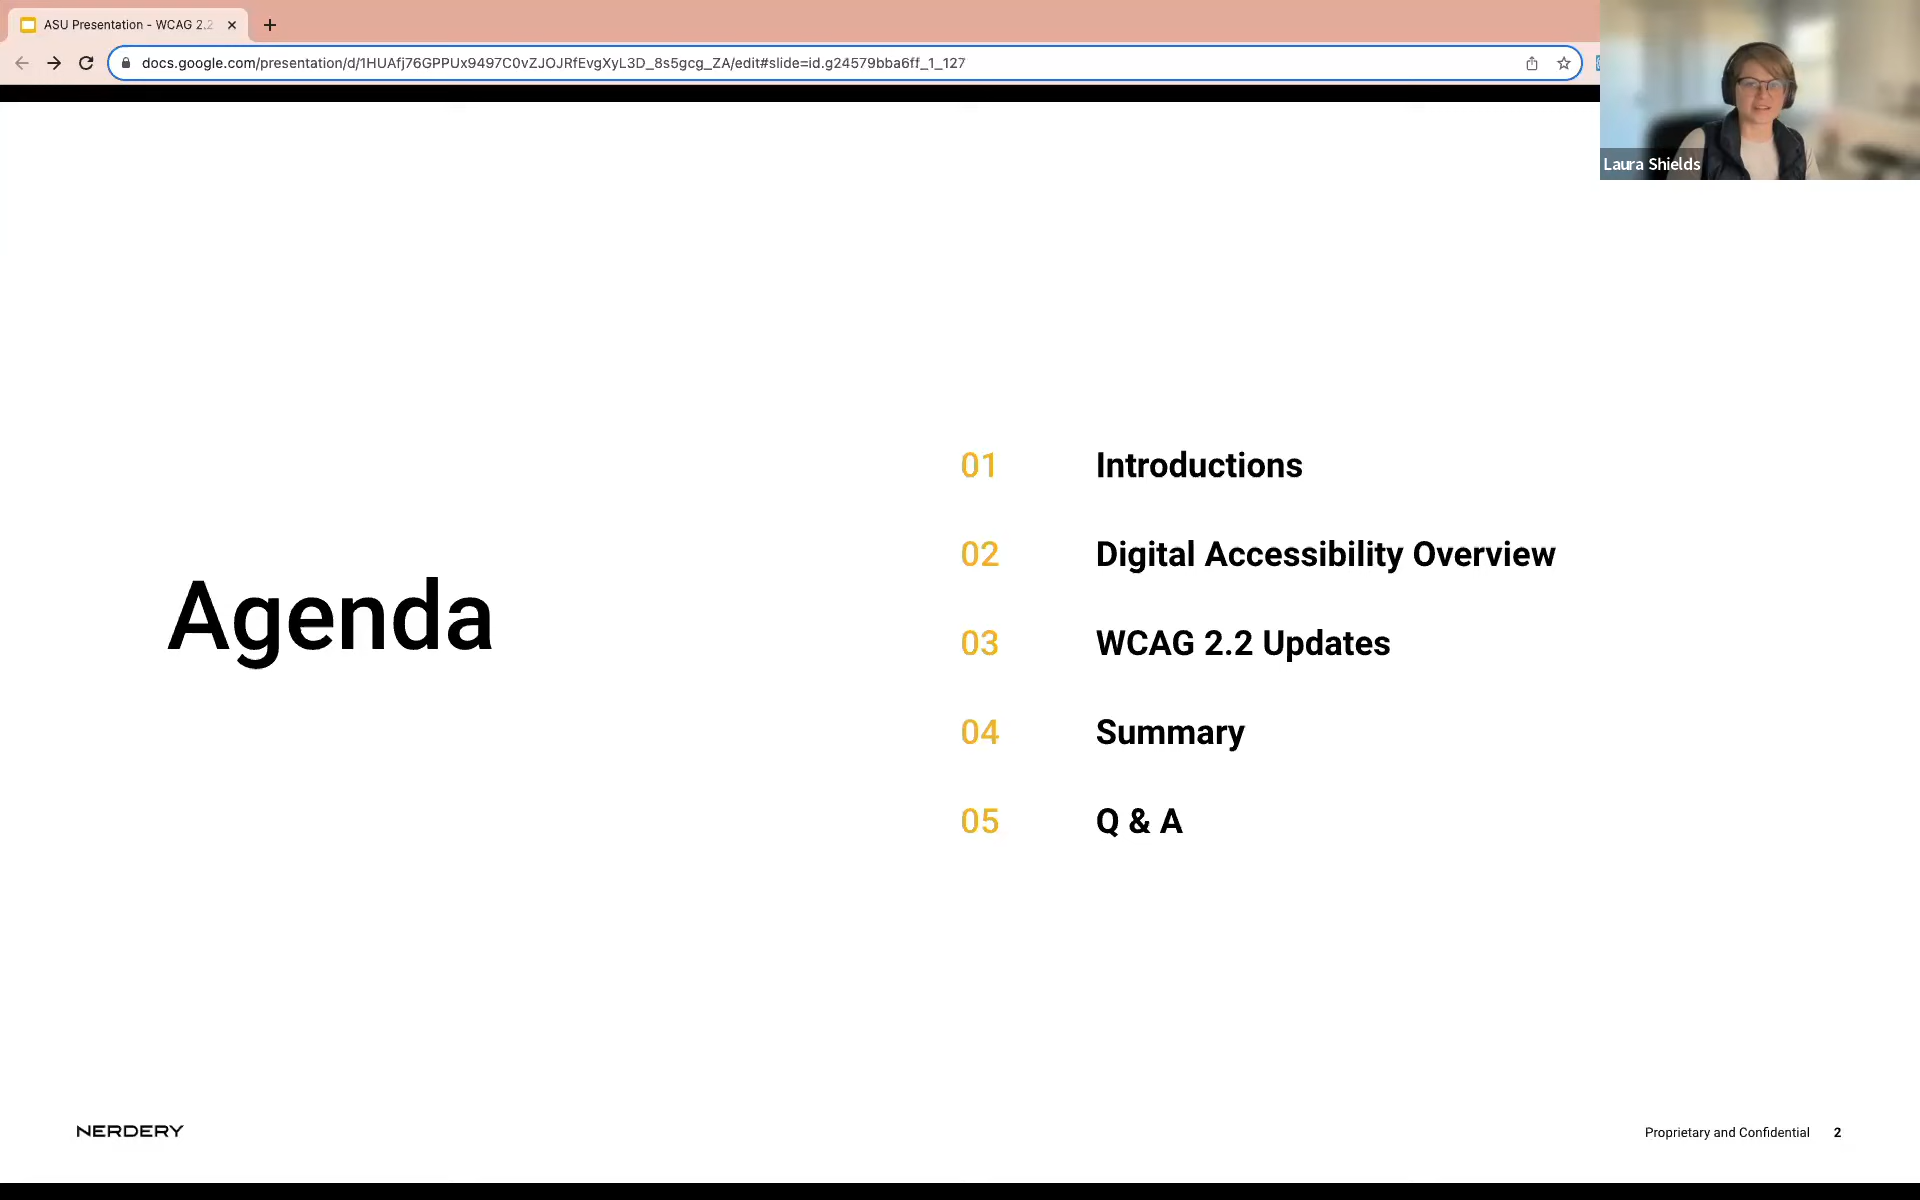 ASU Presentation - WCAG 2.2
docs.google.com/presentation/d/1HUAfj76GPPUx9497C0vZJOJRfEvgXyL3D_8s5gcg_ZA/edit#slide=id.g24579bba6ff_1_127
Laura Shields
Agenda
01 Introductions
02 Digital Accessibility Overview
03 WCAG 2.2 Updates
04 Summary
05 Q & A
NERDERY
Proprietary and Confidential 2